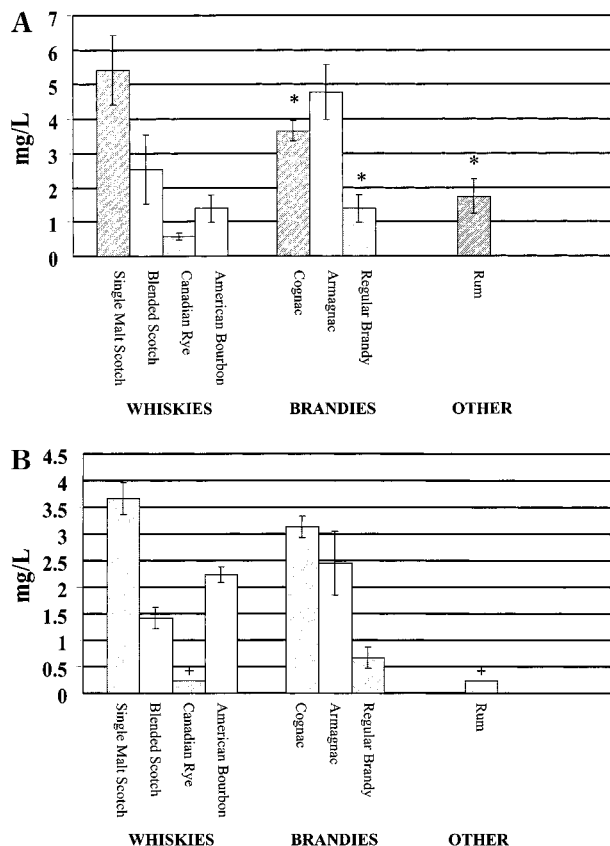 A
mg/L
7
6
5
4
3
2
1
0
*
*
*
Single Malt Scotch
Blended Scotch
Canadian Rye
American Bourbon
Cognac
Armagnac
Regular Brandy
Rum
WHISKIES BRANDIES OTHER
B
mg/L
4.5
4
3.5
3
2.5
2
1.5
1
0.5
0
+
+
Single Malt Scotch
Blended Scotch
Canadian Rye
American Bourbon
Cognac
Armagnac
Regular Brandy
Rum
WHISKIES BRANDIES OTHER